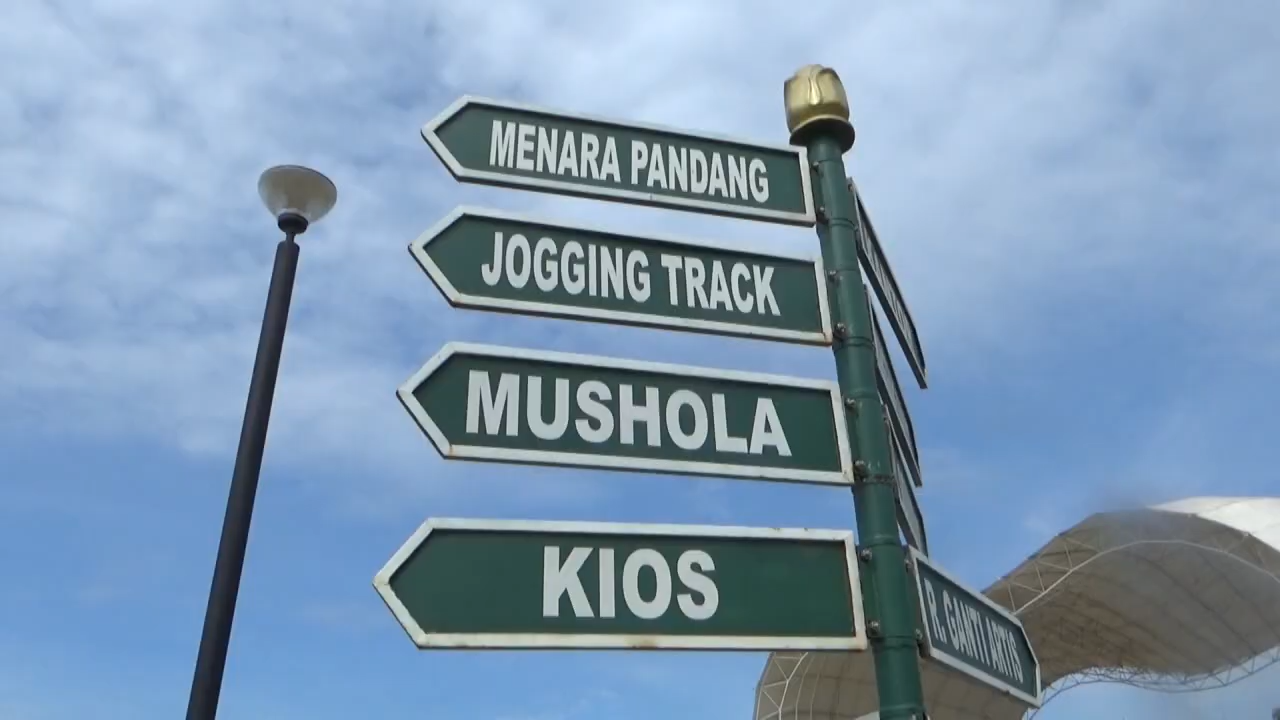 MENARA PANDANG
JOGGING TRACK
MUSHOLA
KIOS
R. GANTI ARTIS